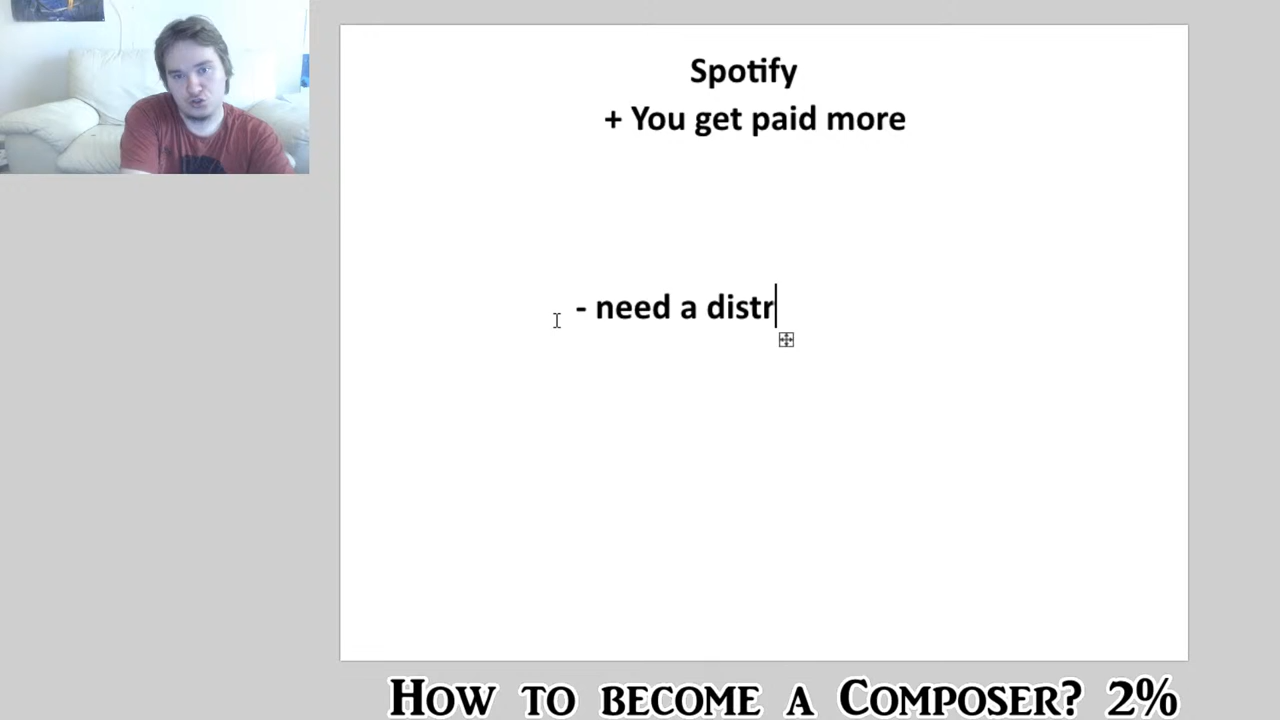 Spotify
+ You get paid more
- need a distr
How to become a Composer? 2%